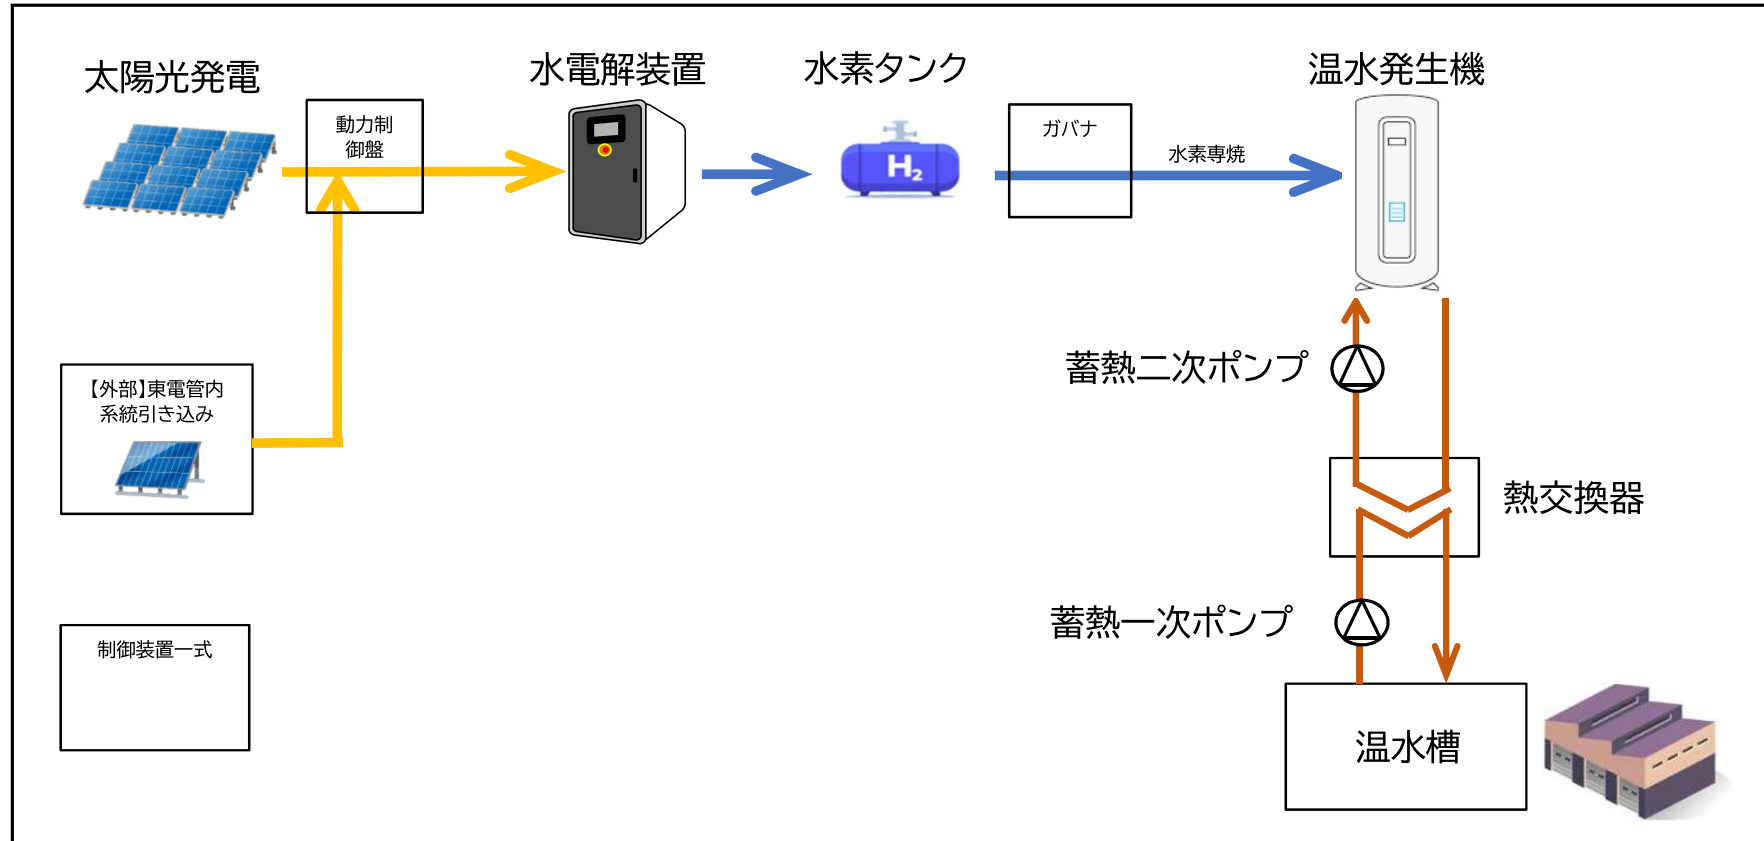 太陽光発電
動力制
御盤
水電解装置
水素タンク
H₂
ガバナ
水素専焼
温水発生機
【外部】東電管内
系統引き込み
蓄熱二次ポンプ
熱交換器
蓄熱一次ポンプ
制御装置一式
温水槽